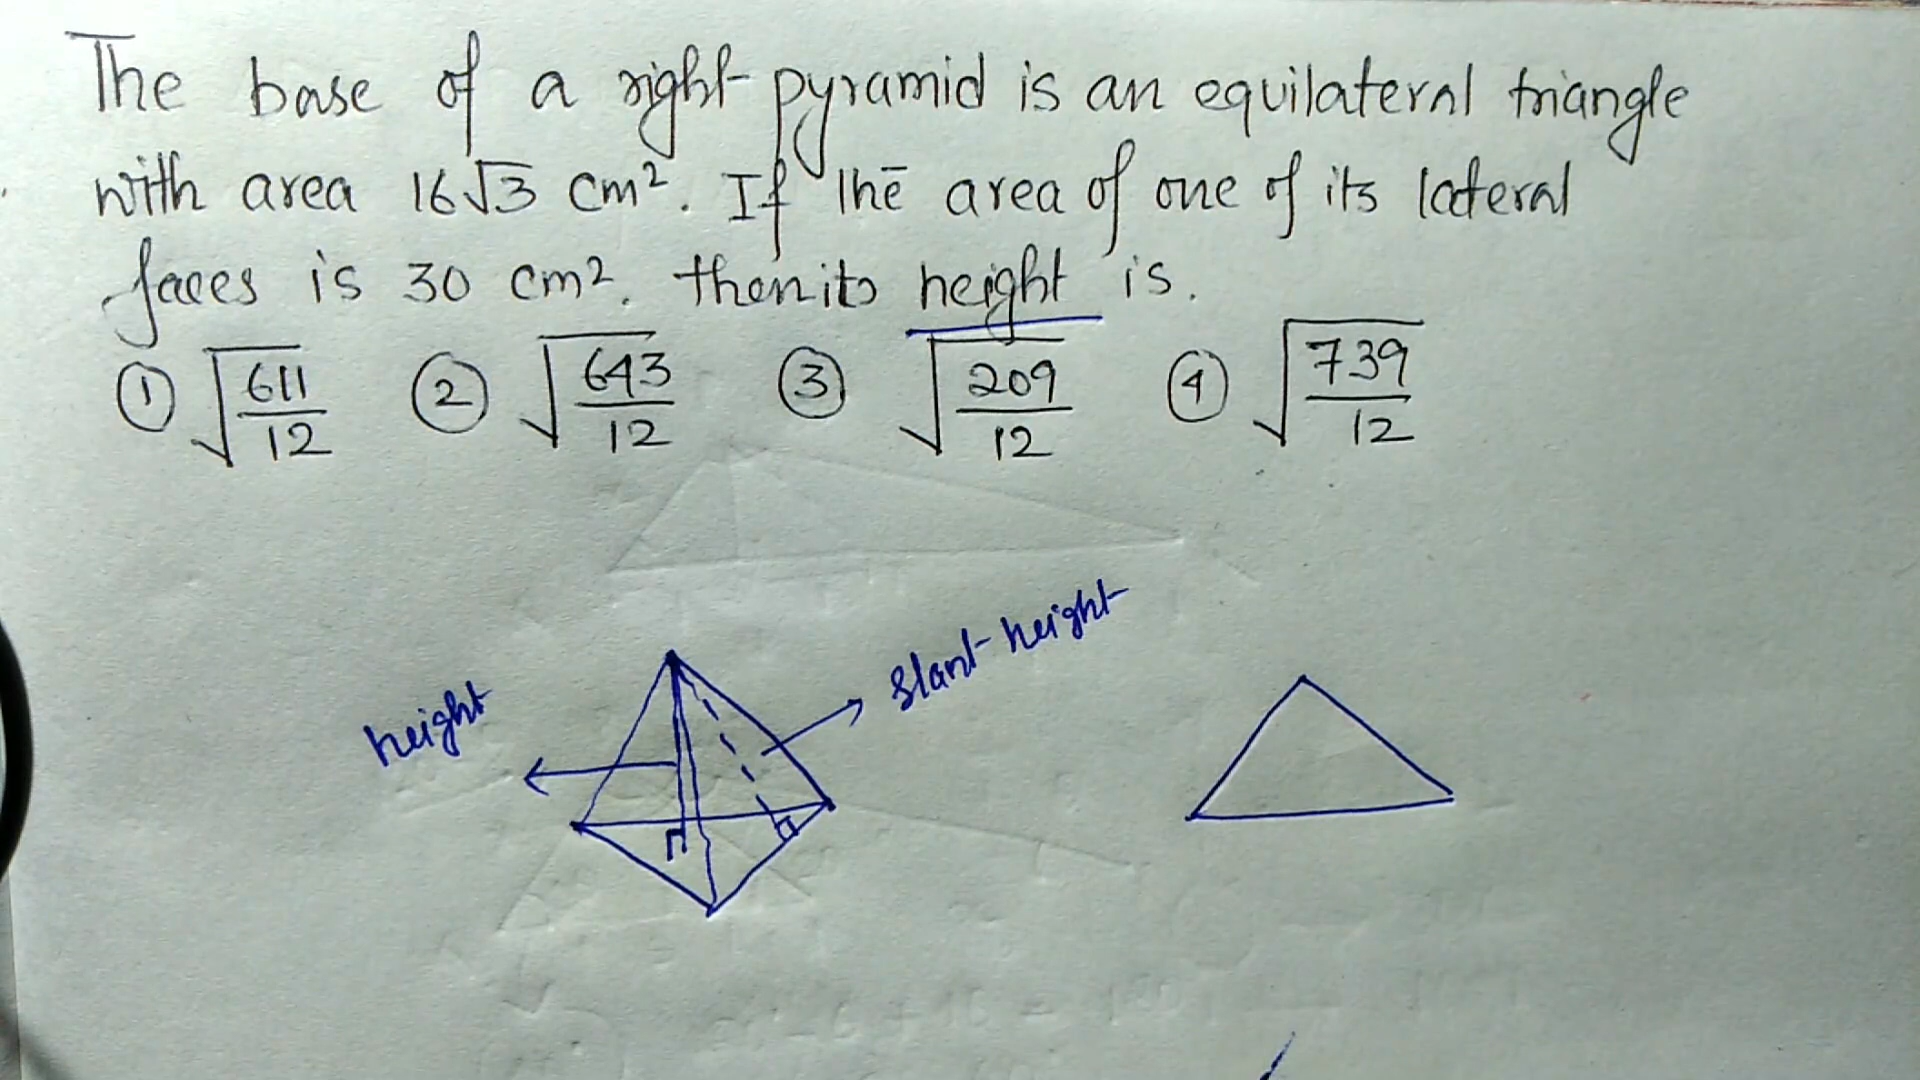 The base of a right pyramid is an equilateral triangle
with area 16√3 cm². If the area of one of its lateral
faces is 30 cm². then its height is.
① √(611/12) ② √(643/12) ③ √(209/12) ④ √(739/12)
slant height
height